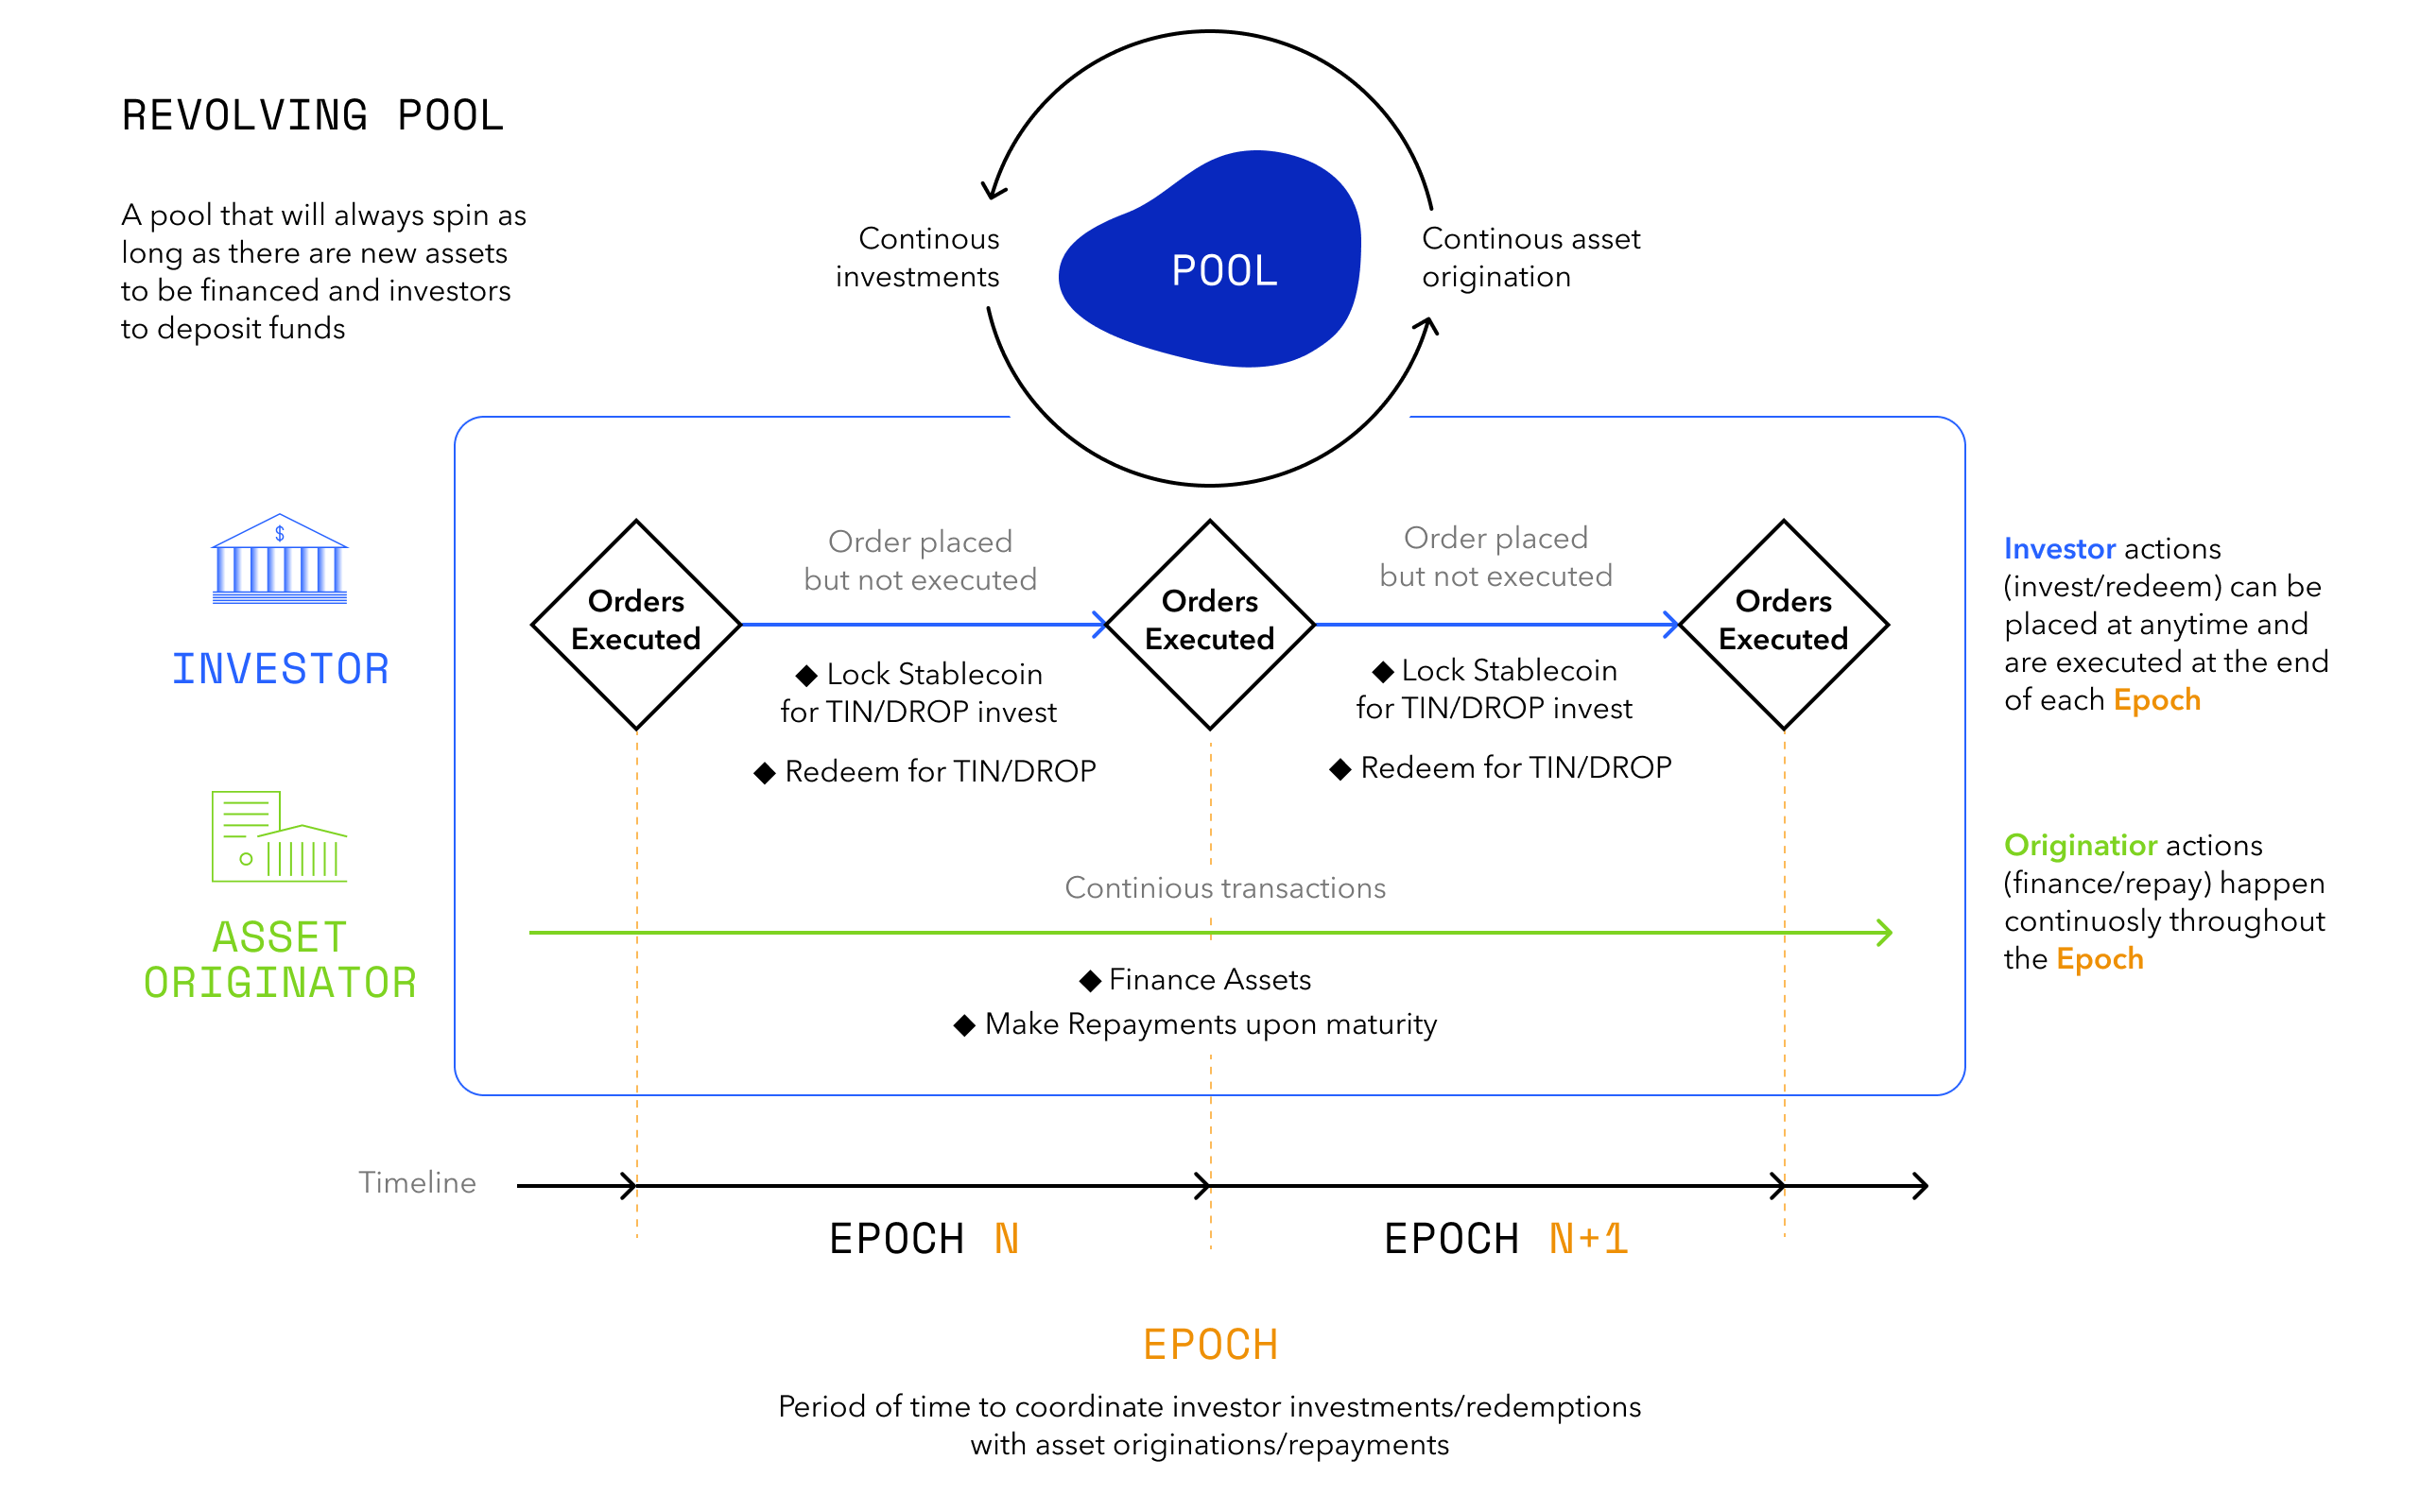 REVOLVING POOL
A pool that will always spin as
long as there are new assets
to be financed and investors
to deposit funds
Continous
investments
POOL
Continous asset
origination
$
INVESTOR
Orders
Executed
Order placed
but not executed
◆ Lock Stablecoin
for TIN/DROP invest
◆ Redeem for TIN/DROP
Orders
Executed
Order placed
but not executed
◆ Lock Stablecoin
for TIN/DROP invest
◆ Redeem for TIN/DROP
Orders
Executed
Investor actions
(invest/redeem) can be
placed at anytime and
are executed at the end
of each Epoch
ASSET
ORIGINATOR
Continious transactions
◆ Finance Assets
◆ Make Repayments upon maturity
Originatior actions
(finance/repay) happen
continuosly throughout
the Epoch
Timeline
EPOCH N
EPOCH N+1
EPOCH
Period of time to coordinate investor investments/redemptions
with asset originations/repayments